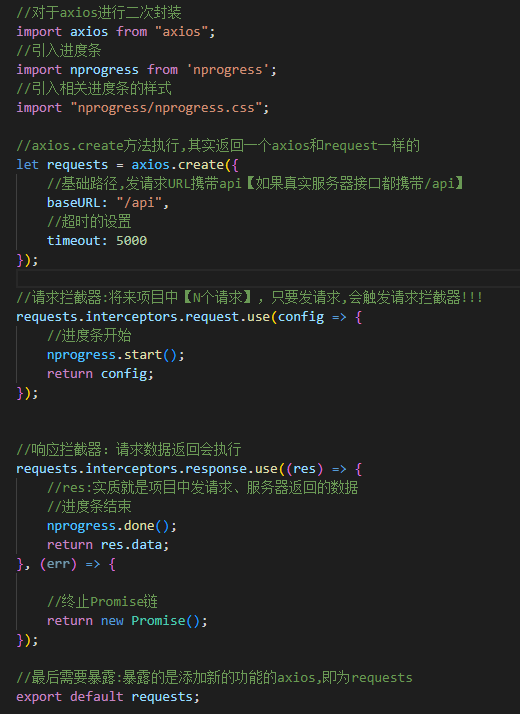 //对于axios进行二次封装
import axios from "axios";
//引入进度条
import nprogress from 'nprogress';
//引入相关进度条的样式
import "nprogress/nprogress.css";
//axios.create方法执行,其实返回一个axios和request一样的
let requests = axios.create({
//基础路径,发请求URL携带api【如果真实服务器接口都携带/api】
baseURL: "/api",
//超时的设置
timeout: 5000
});
//请求拦截器:将来项目中【N个请求】，只要发请求,会触发请求拦截器!!!
requests.interceptors.request.use(config => {
//进度条开始
nprogress.start();
return config;
});
//响应拦截器：请求数据返回会执行
requests.interceptors.response.use((res) => {
//res:实质就是项目中发请求、服务器返回的数据
//进度条结束
nprogress.done();
return res.data;
}, (err) => {
//终止Promise链
return new Promise();
});
//最后需要暴露:暴露的是添加新的功能的axios,即为requests
export default requests;